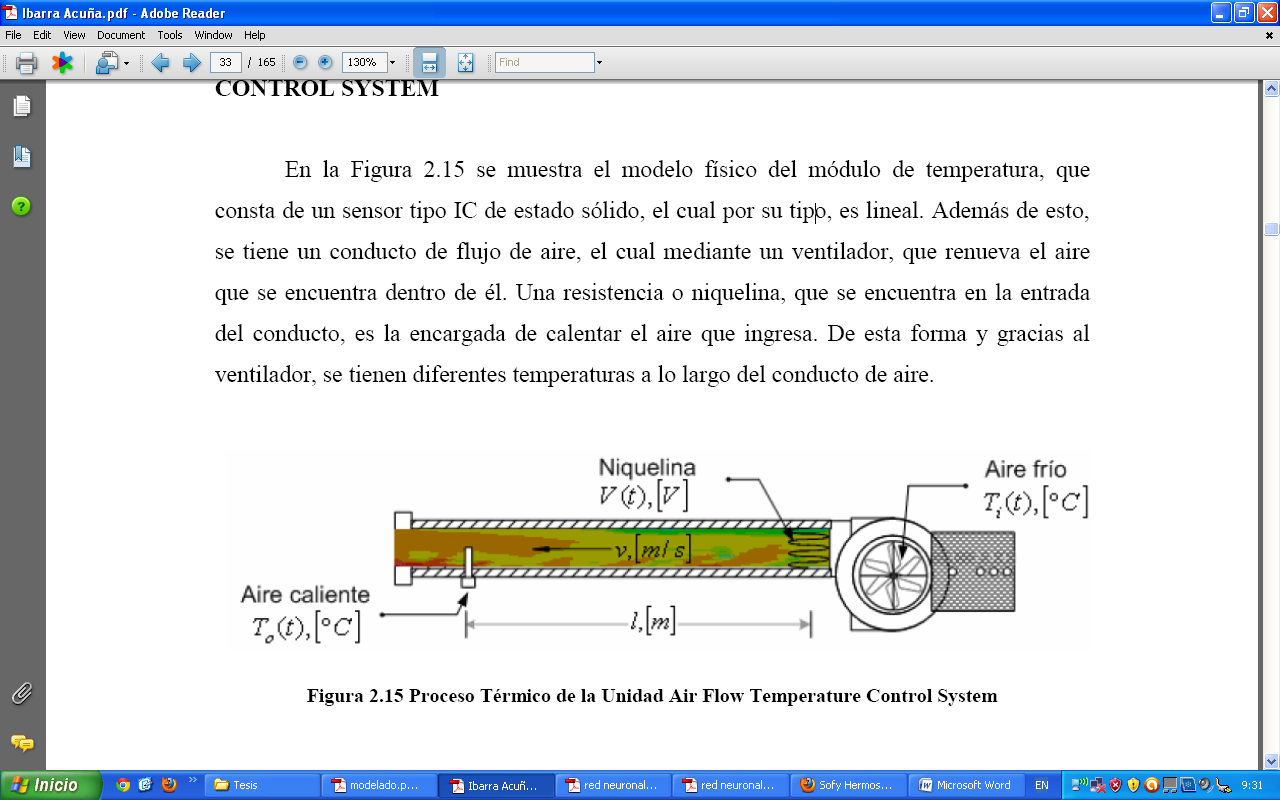 Ibarra Acuña.pdf - Adobe Reader
File Edit View Document Tools Window Help
33 / 165 130% Find
CONTROL SYSTEM
En la Figura 2.15 se muestra el modelo físico del módulo de temperatura, que
consta de un sensor tipo IC de estado sólido, el cual por su tipo, es lineal. Además de esto,
se tiene un conducto de flujo de aire, el cual mediante un ventilador, que renueva el aire
que se encuentra dentro de él. Una resistencia o niquelina, que se encuentra en la entrada
del conducto, es la encargada de calentar el aire que ingresa. De esta forma y gracias al
ventilador, se tienen diferentes temperaturas a lo largo del conducto de aire.
Niquelina
V(t),[V]
Aire frío
T_i(t),[°C]
v,[m/s]
Aire caliente
T_o(t),[°C]
l,[m]
Figura 2.15 Proceso Térmico de la Unidad Air Flow Temperature Control System
Inicio » Tesis modelado.p... Ibarra Acuñ... red neuronal... red neuronal... Sofy Hermos... Microsoft Word EN 9:31